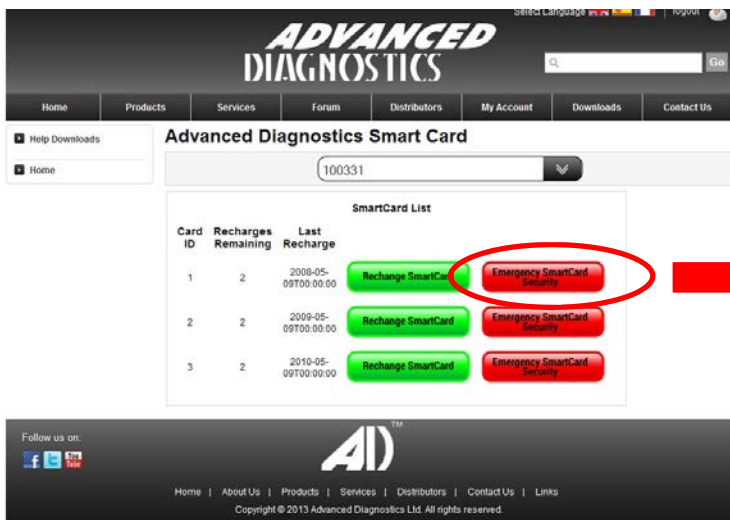 Select Language | logout
ADVANCED
DIAGNOSTICS
Go
Home Products Services Forum Distributors My Account Downloads Contact Us
Help Downloads
Home
Advanced Diagnostics Smart Card
100331
SmartCard List
Card ID Recharges Remaining Last Recharge
1 2 2008-05-09T00:00:00 Rechange SmartCard Emergency SmartCard Security
2 2 2009-05-09T00:00:00 Rechange SmartCard Emergency SmartCard Security
3 2 2010-05-09T00:00:00 Rechange SmartCard Emergency SmartCard Security
Follow us on:
You Tube
AD TM
Home | About Us | Products | Services | Distributors | Contact Us | Links
Copyright © 2013 Advanced Diagnostics Ltd. All rights reserved.